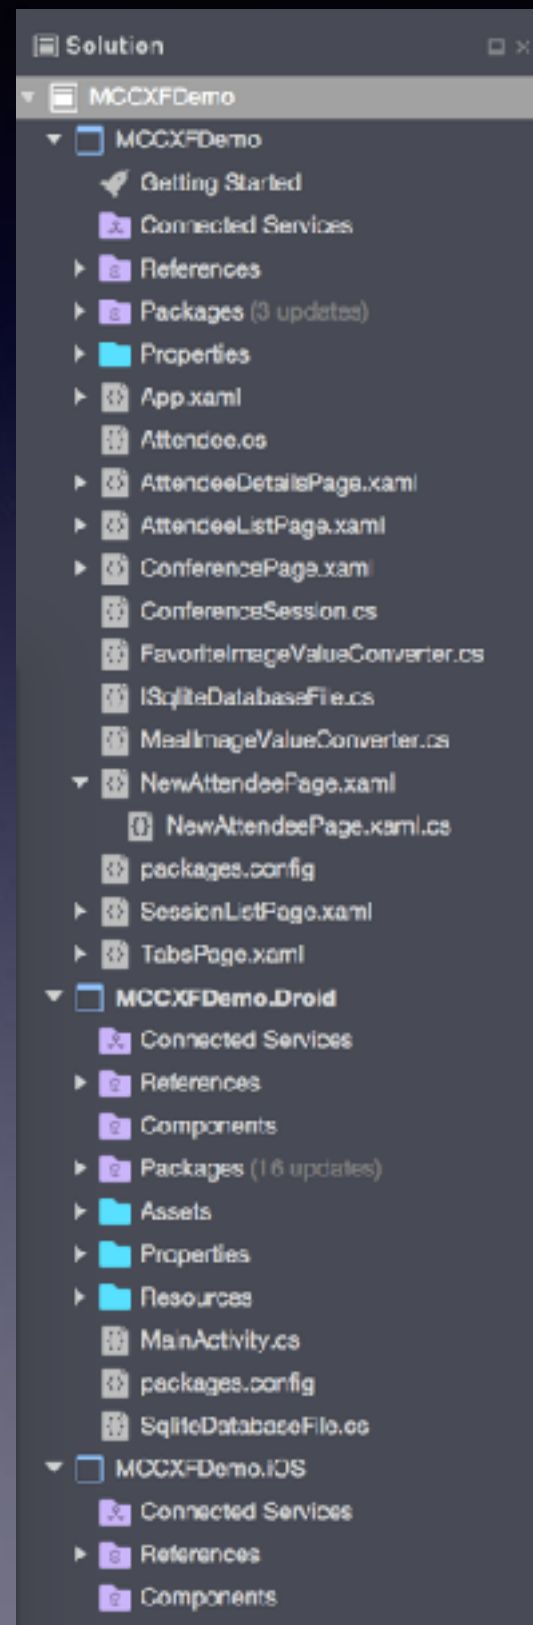 Solution
MCCXFDemo
MCCXFDemo
Getting Started
Connected Services
References
Packages (3 updates)
Properties
App.xaml
Attendee.cs
AttendeeDetailsPage.xaml
AttendeeListPage.xaml
ConferencePage.xaml
ConferenceSession.cs
FavoriteImageValueConverter.cs
ISqliteDatabaseFile.cs
MealImageValueConverter.cs
NewAttendeePage.xaml
NewAttendeePage.xaml.cs
packages.config
SessionListPage.xaml
TabsPage.xaml
MCCXFDemo.Droid
Connected Services
References
Components
Packages (16 updates)
Assets
Properties
Resources
MainActivity.cs
packages.config
SqliteDatabaseFile.cs
MCCXFDemo.iOS
Connected Services
References
Components